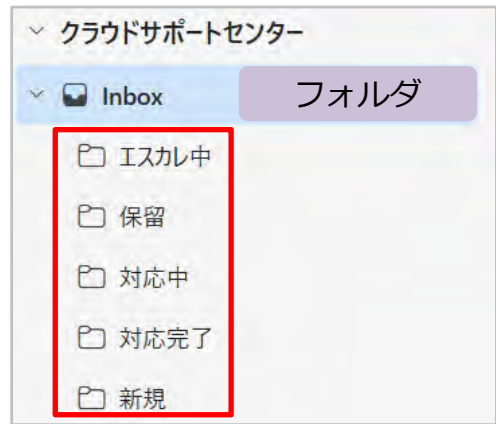 クラウドサポートセンター
Inbox フォルダ
エスカレ中
保留
対応中
対応完了
新規